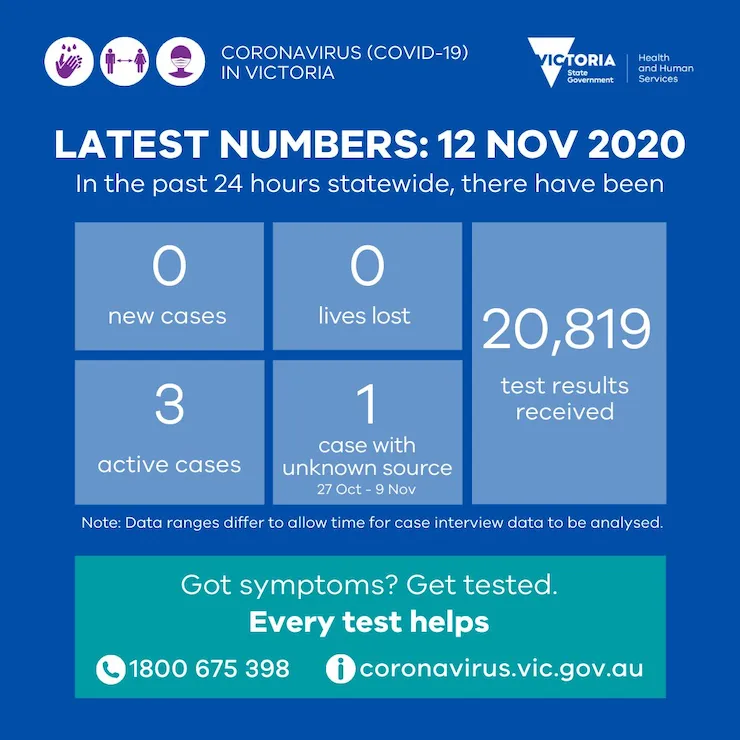 CORONAVIRUS (COVID-19)
IN VICTORIA
VICTORIA
State
Government
Health
and Human
Services
LATEST NUMBERS: 12 NOV 2020
In the past 24 hours statewide, there have been
0
new cases
0
lives lost
20,819
test results
received
3
active cases
1
case with
unknown source
27 Oct - 9 Nov
Note: Data ranges differ to allow time for case interview data to be analysed.
Got symptoms? Get tested.
Every test helps
1800 675 398
coronavirus.vic.gov.au